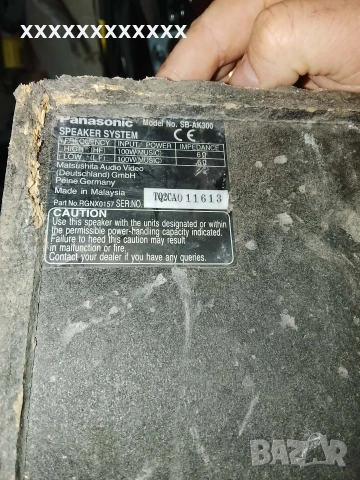 xxxxxxxxxxxxx
Panasonic Model No. SB-AK300
SPEAKER SYSTEM CE
FREQUENCY INPUT POWER IMPEDANCE
HIGH (HF) 100W(MUSIC) 6Ω
LOW (LF) 100W(MUSIC) 6Ω
Matsushita Audio Video
(Deutschland) GmbH
Peine Germany
Made in Malaysia
Part No.RGNX0157 SER NO. TQ2CA011613
CAUTION
Use this speaker with the units designated or within
the permissible power-handling capacity indicated.
Failure to do this caution may result
in malfunction or fire.
Contact your dealer if you have any queries.
BAZAR